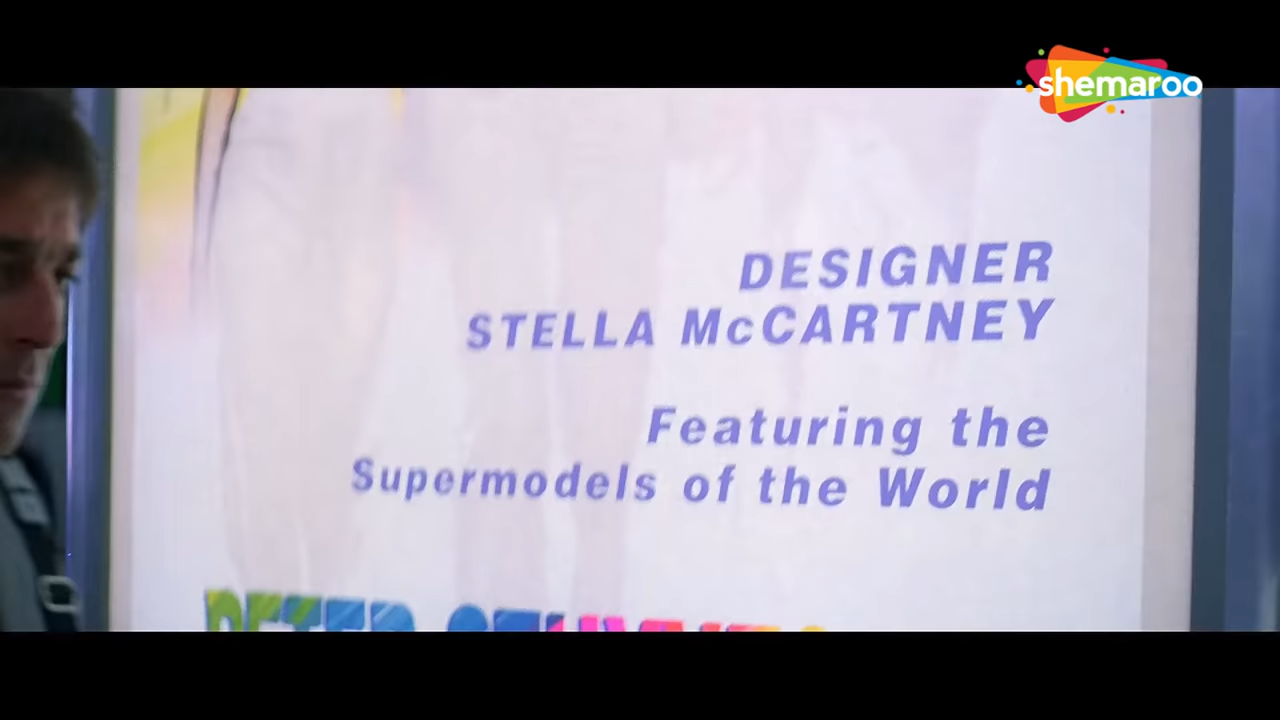 shemaroo
DESIGNER
STELLA McCARTNEY
Featuring the
Supermodels of the World